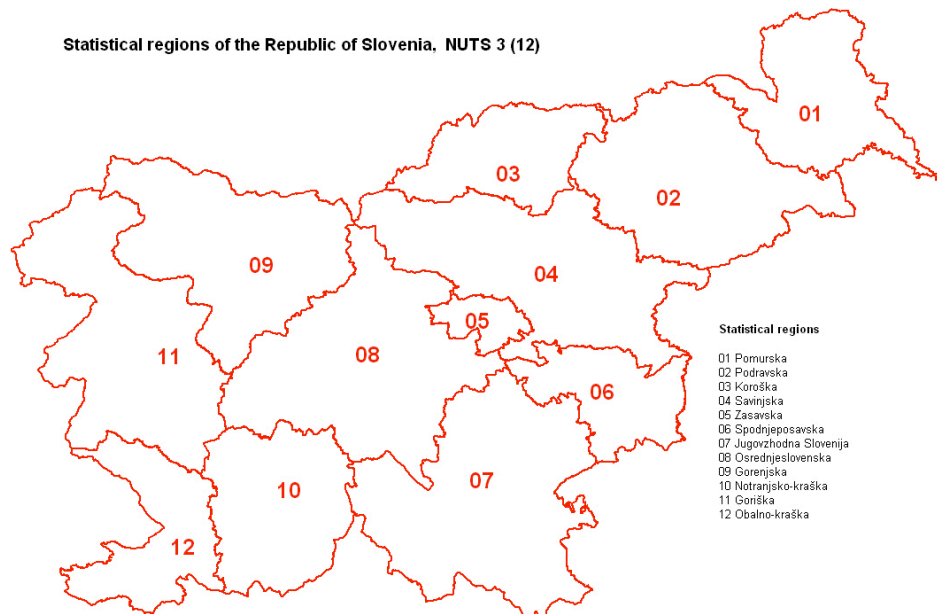 Statistical regions of the Republic of Slovenia, NUTS 3 (12)
01
03
02
09
04
05
08
11
06
07
10
12
Statistical regions
01 Pomurska
02 Podravska
03 Koroška
04 Savinjska
05 Zasavska
06 Spodnjeposavska
07 Jugovzhodna Slovenija
08 Osrednjeslovenska
09 Gorenjska
10 Notranjsko-kraška
11 Goriška
12 Obalno-kraška